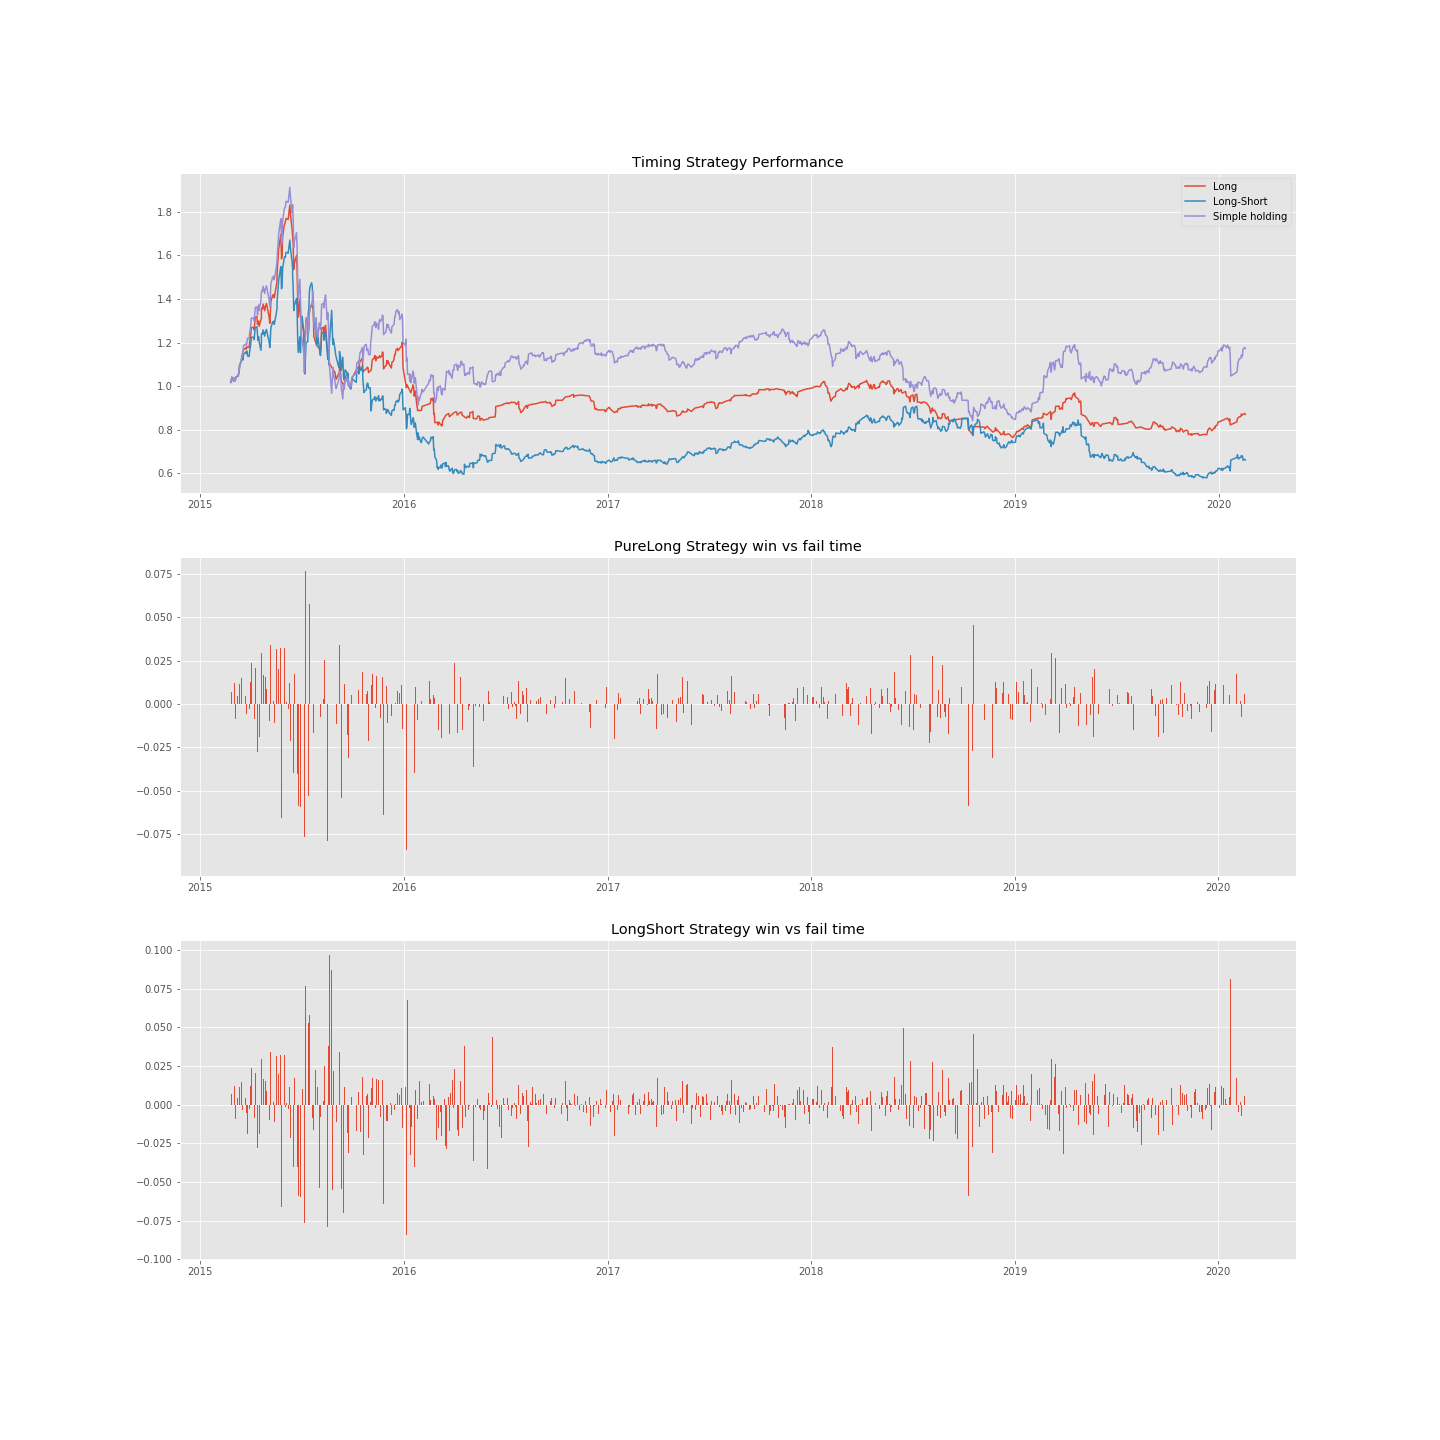 Timing Strategy Performance
Long
Long-Short
Simple holding
1.8
1.6
1.4
1.2
1.0
0.8
0.6
2015 2016 2017 2018 2019 2020
PureLong Strategy win vs fail time
0.075
0.050
0.025
0.000
−0.025
−0.050
−0.075
2015 2016 2017 2018 2019 2020
LongShort Strategy win vs fail time
0.100
0.075
0.050
0.025
0.000
−0.025
−0.050
−0.075
−0.100
2015 2016 2017 2018 2019 2020